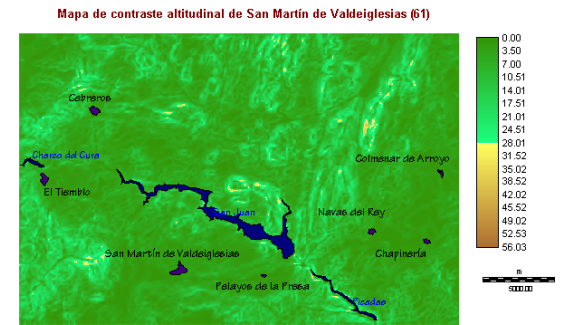 Mapa de contraste altitudinal de San Martín de Valdeiglesias (61)
0.00
3.50
7.00
10.51
14.01
17.51
21.01
24.51
28.01
31.52
35.02
38.52
42.02
45.52
49.02
52.53
56.03
Cebreros
Charco del Cura
Colmenar de Arroyo
El Tiemblo
San Juan
Navas del Rey
San Martín de Valdeiglesias
Chapinería
Pelayos de la Presa
Picadas
m
5000.00